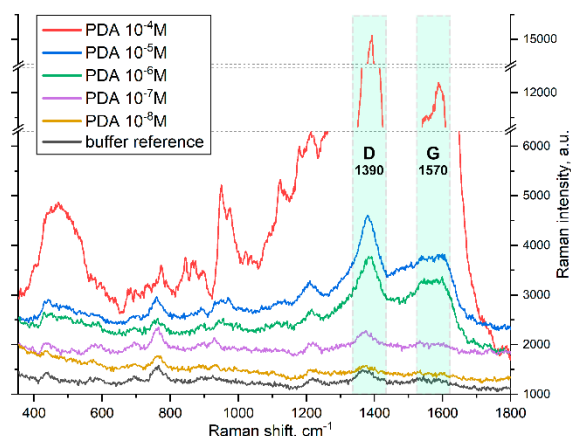 PDA 10⁻⁴M
PDA 10⁻⁵M
PDA 10⁻⁶M
PDA 10⁻⁷M
PDA 10⁻⁸M
buffer reference
D
1390
G
1570
15000
12000
6000
5000
4000
3000
2000
1000
Raman intensity, a.u.
400 600 800 1000 1200 1400 1600 1800
Raman shift, cm⁻¹